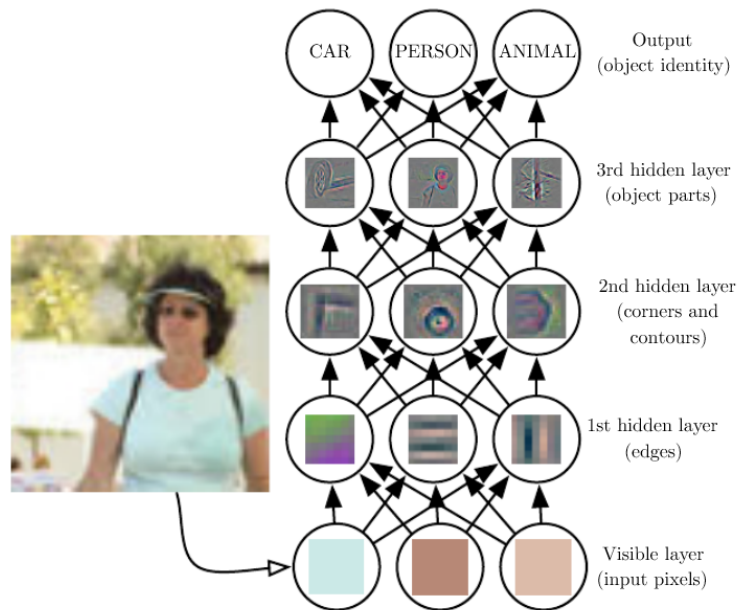 CAR PERSON ANIMAL
Output
(object identity)
3rd hidden layer
(object parts)
2nd hidden layer
(corners and
contours)
1st hidden layer
(edges)
Visible layer
(input pixels)